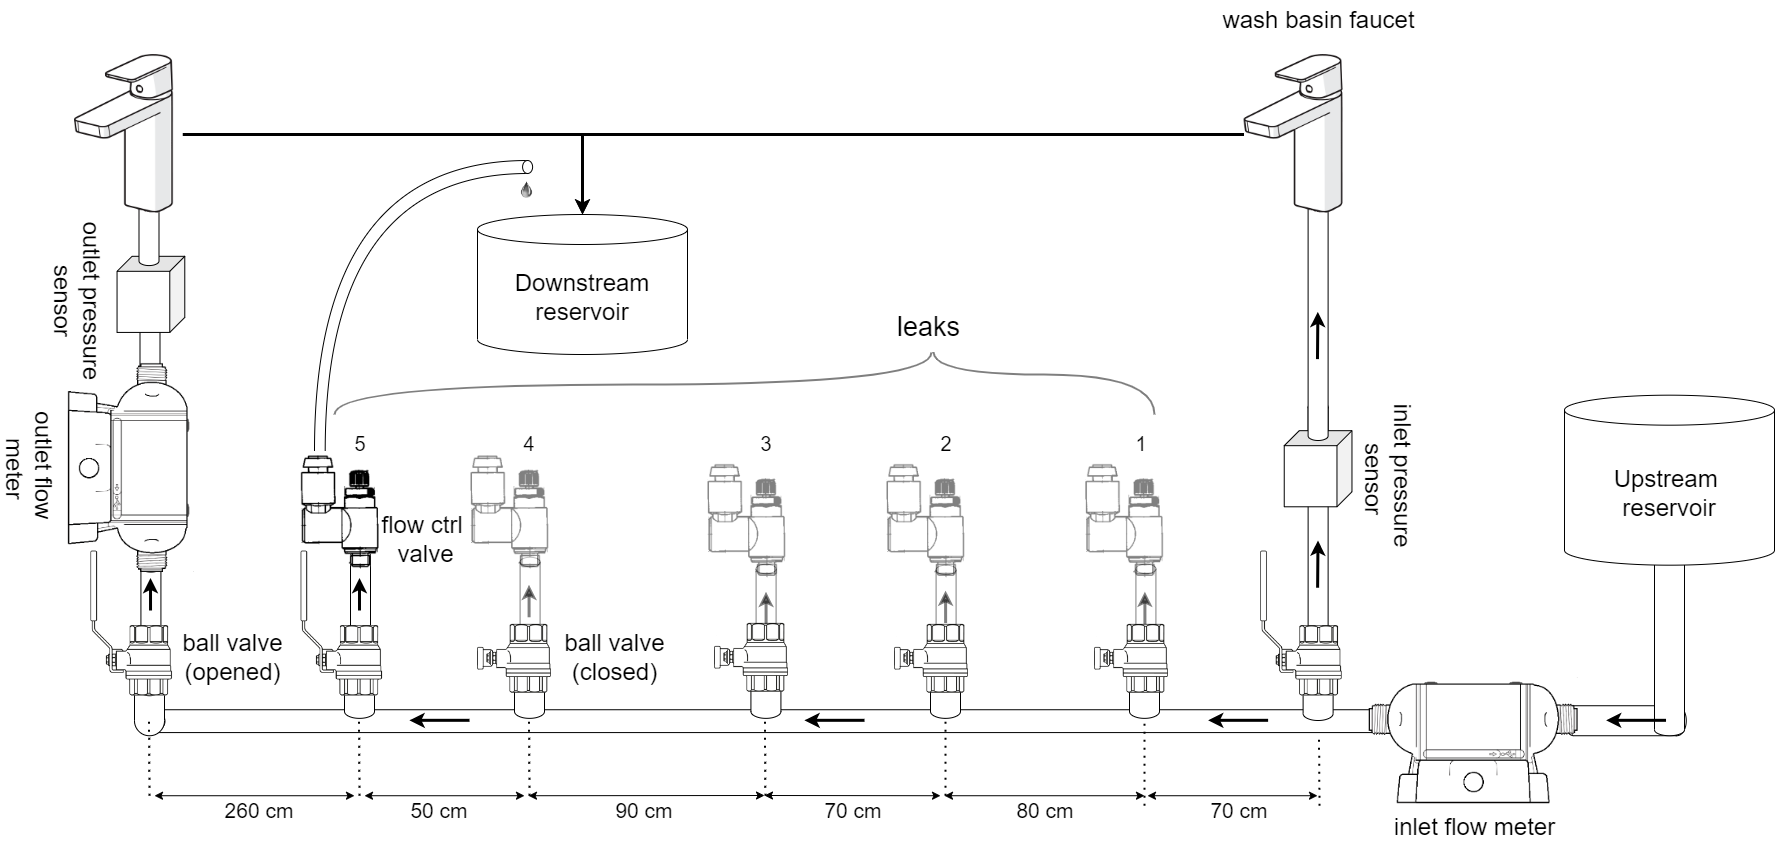 wash basin faucet
outlet pressure
sensor
Downstream
reservoir
leaks
outlet flow
meter
inlet pressure
sensor
Upstream
reservoir
5
4
3
2
1
flow ctrl
valve
ball valve
(opened)
ball valve
(closed)
260 cm
50 cm
90 cm
70 cm
80 cm
70 cm
inlet flow meter